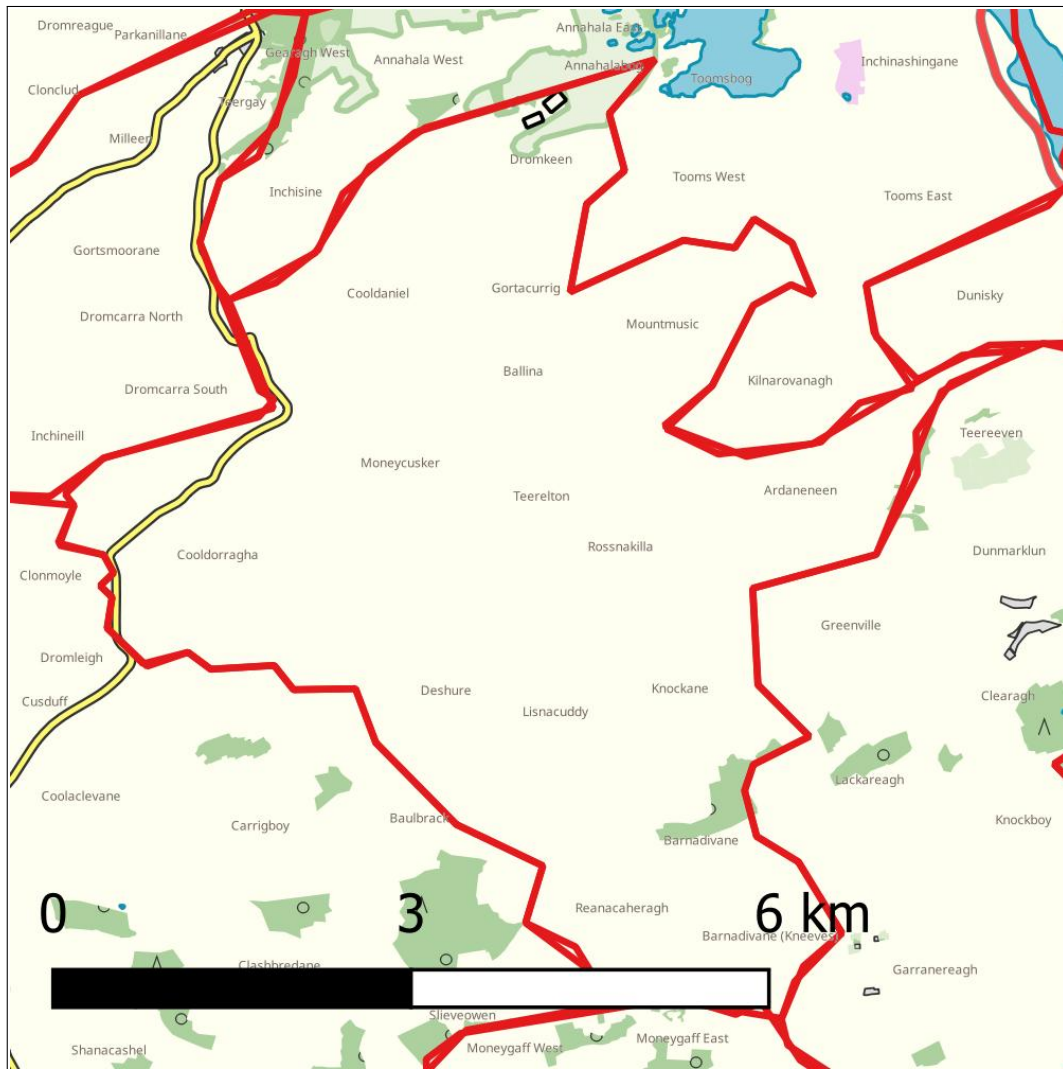 Dromreague
Parkanillane
Annahala East
Gearagh West
Annahala West
Annahalabog
Inchinashingane
Toomsbog
Clonclud
Teergay
Milleen
Dromkeen
Tooms West
Inchisine
Tooms East
Gortsmoorane
Cooldaniel
Gortacurrig
Dunisky
Dromcarra North
Mountmusic
Ballina
Kilnarovanagh
Dromcarra South
Inchineill
Teereeven
Moneycusker
Teerelton
Ardaneneen
Cooldorragha
Rossnakilla
Dunmarklun
Clonmoyle
Greenville
Dromleigh
Deshure
Knockane
Cusduff
Lisnacuddy
Clearagh
Lackareagh
Coolaclevane
Carrigboy
Baulbrack
Knockboy
Barnadivane
0 3 6 km
Reanacaheragh
Barnadivane (Kneeves)
Clashbredane
Garranereagh
Slieveowen
Moneygaff East
Moneygaff West
Shanacashel